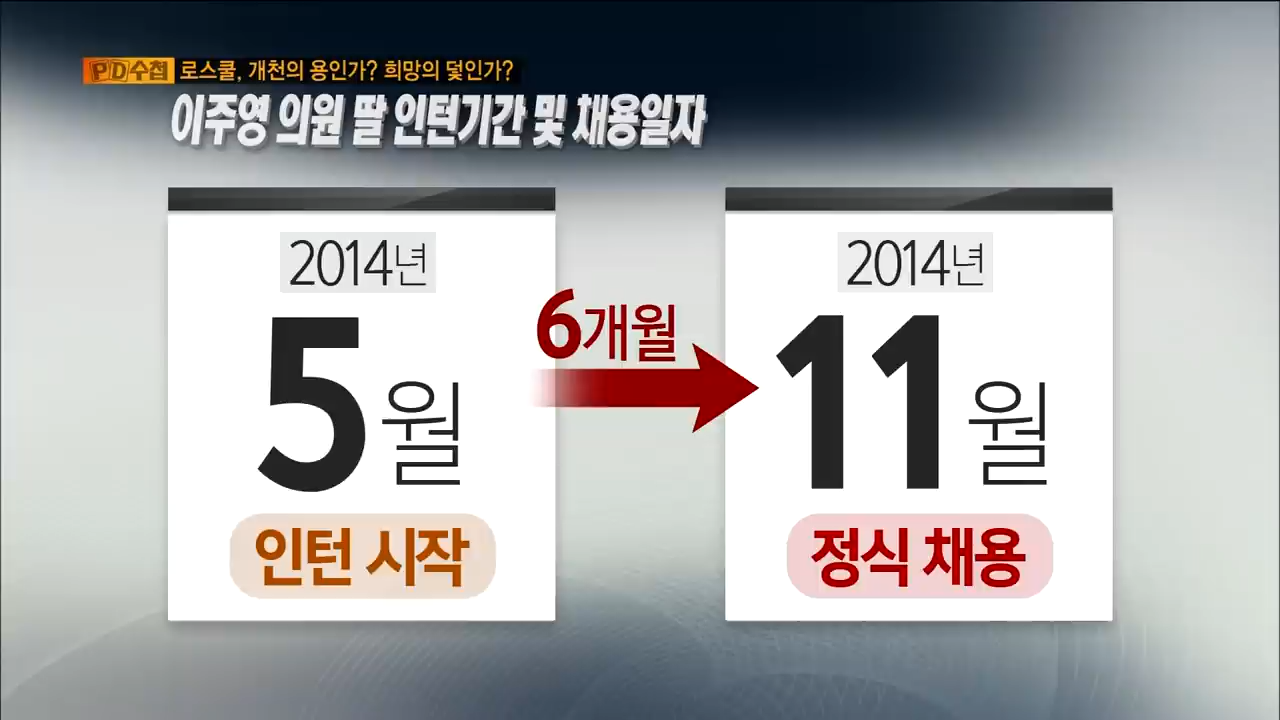 PD수첩 로스쿨, 개천의 용인가? 희망의 덫인가?
이주영 의원 딸 인턴기간 및 채용일자
2014년
5월
인턴 시작
6개월
2014년
11월
정식 채용